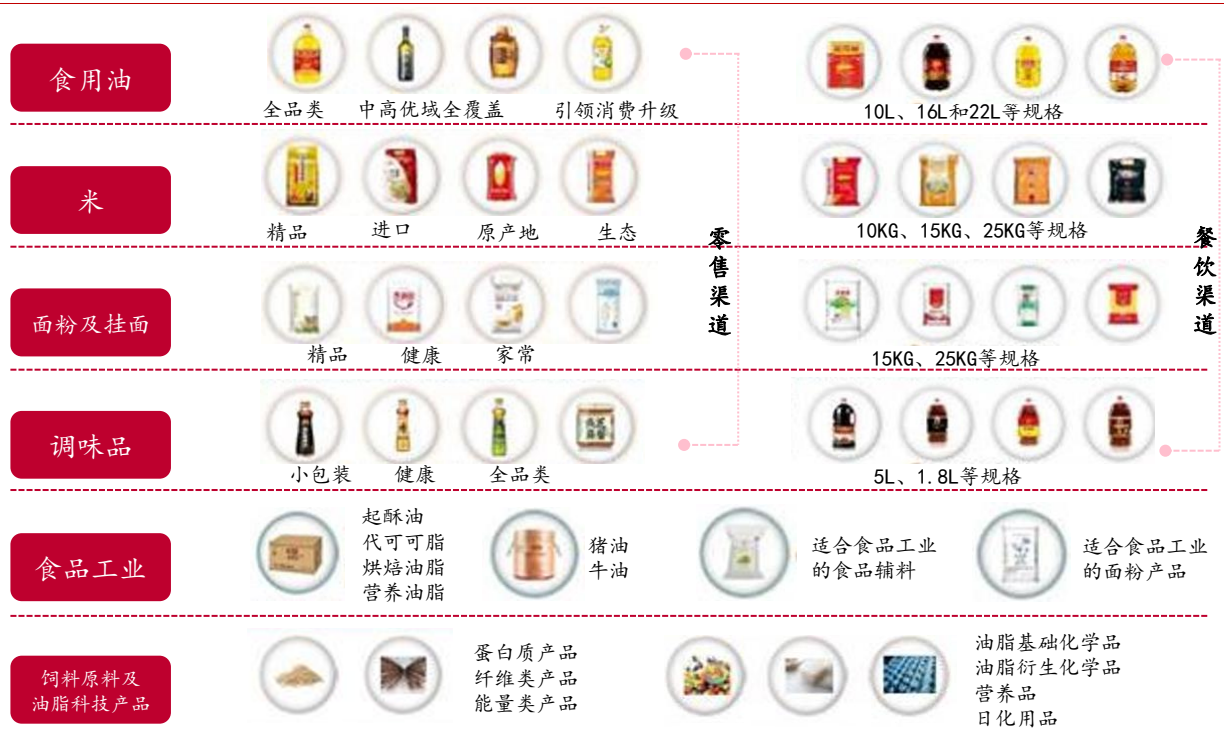 食用油
全品类
中高优域全覆盖
引领消费升级
10L、16L和22L等规格
米
精品
进口
原产地
生态
10KG、15KG、25KG等规格
零售渠道
餐饮渠道
面粉及挂面
精品
健康
家常
15KG、25KG等规格
调味品
小包装
健康
全品类
5L、1.8L等规格
食品工业
起酥油
代可可脂
烘焙油脂
营养油脂
猪油
牛油
适合食品工业
的食品辅料
适合食品工业
的面粉产品
饲料原料及
油脂科技产品
蛋白质产品
纤维类产品
能量类产品
油脂基础化学品
油脂衍生化学品
营养品
日化用品